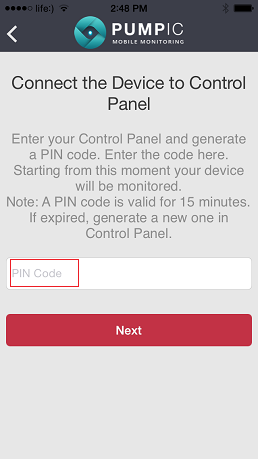 life:) 2:48 PM
PUMPIC
MOBILE MONITORING
Connect the Device to Control
Panel
Enter your Control Panel and generate
a PIN code. Enter the code here.
Starting from this moment your device
will be monitored.
Note: A PIN code is valid for 15 minutes.
If expired, generate a new one in
Control Panel.
PIN Code
Next